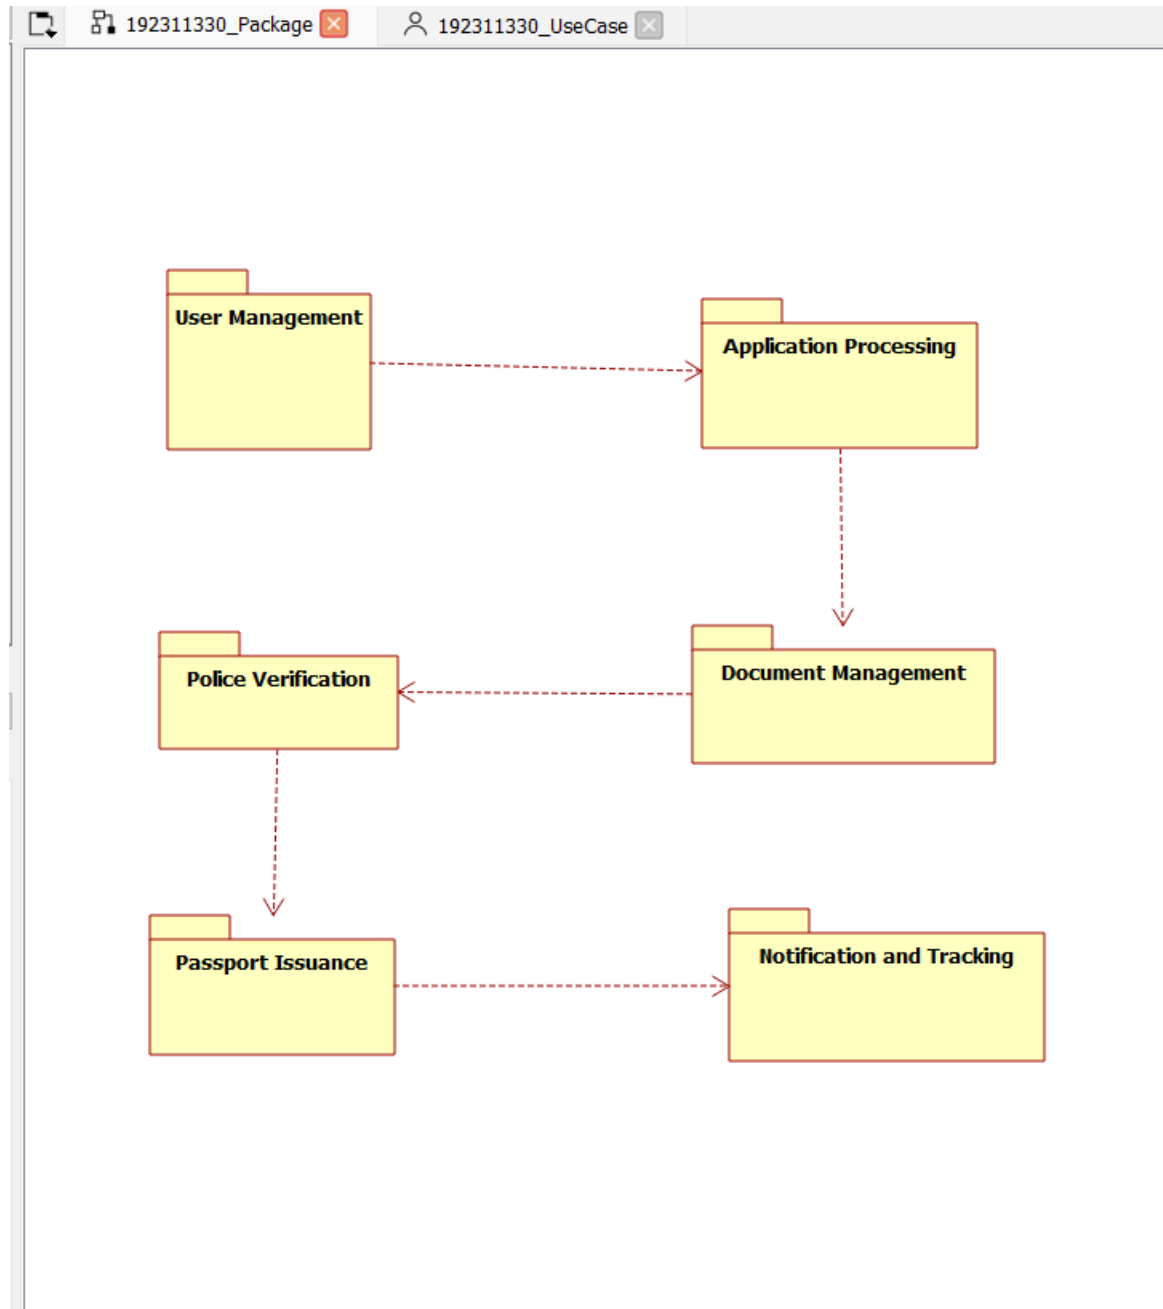 192311330_Package
192311330_UseCase
User Management
Application Processing
Police Verification
Document Management
Passport Issuance
Notification and Tracking